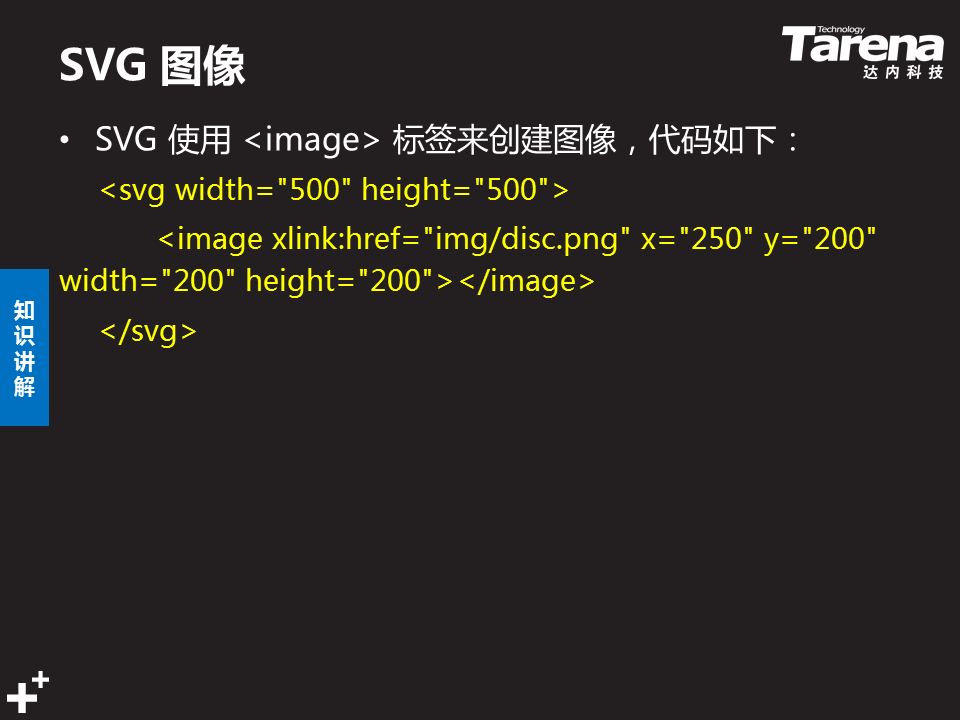 SVG 图像
Technology
Tarena
达内科技
• SVG 使用 <image> 标签来创建图像，代码如下：
<svg width="500" height="500">
<image xlink:href="img/disc.png" x="250" y="200"
width="200" height="200"></image>
</svg>
知
识
讲
解